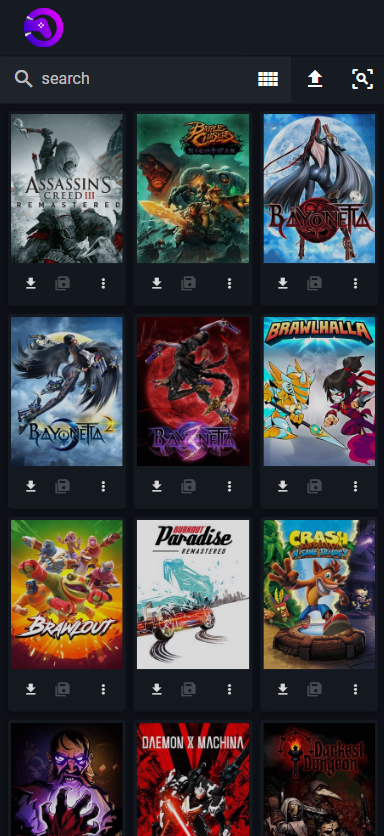 search
ASSASSIN'S
CREED III
REMASTERED
BATTLE
CHASERS
NIGHTWAR
BAYONETTA
BAYONETTA 2
BAYONETTA
BRAWLHALLA
BRAWLOUT
BURNOUT
Paradise
REMASTERED
CRASH
BANDICOOT
N. SANE TRILOGY
DAEMON X MACHINA
Darkest
Dungeon